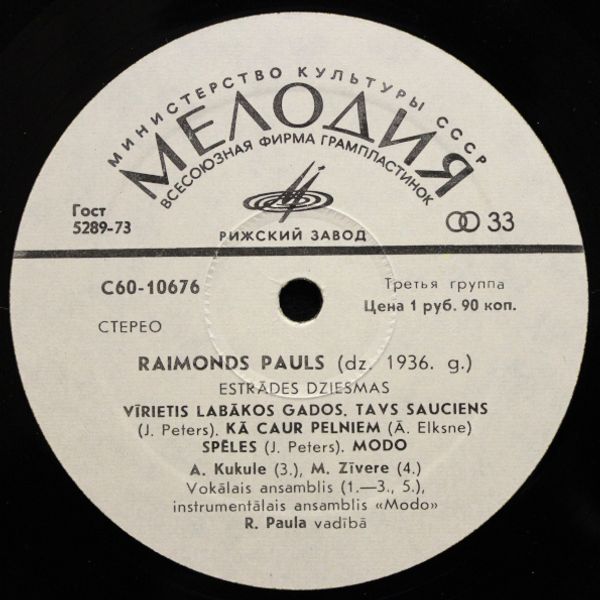 МИНИСТЕРСТВО КУЛЬТУРЫ СССР
МЕЛОДИЯ
ВСЕСОЮЗНАЯ ФИРМА ГРАМПЛАСТИНОК
Гост
5289-73
33
РИЖСКИЙ ЗАВОД
С60-10676
Третья группа
Цена 1 руб. 90 коп.
СТЕРЕО
RAIMONDS PAULS (dz. 1936. g.)
ESTRĀDES DZIESMAS
VĪRIETIS LABĀKOS GADOS. TAVS SAUCIENS
(J. Peters). KĀ CAUR PELNIEM (Ā. Elksne)
SPĒLES (J. Peters). MODO
A. Kukule (3.), M. Zīvere (4.)
Vokālais ansamblis (1.—3., 5.),
instrumentālais ansamblis «Modo»
R. Paula vadībā